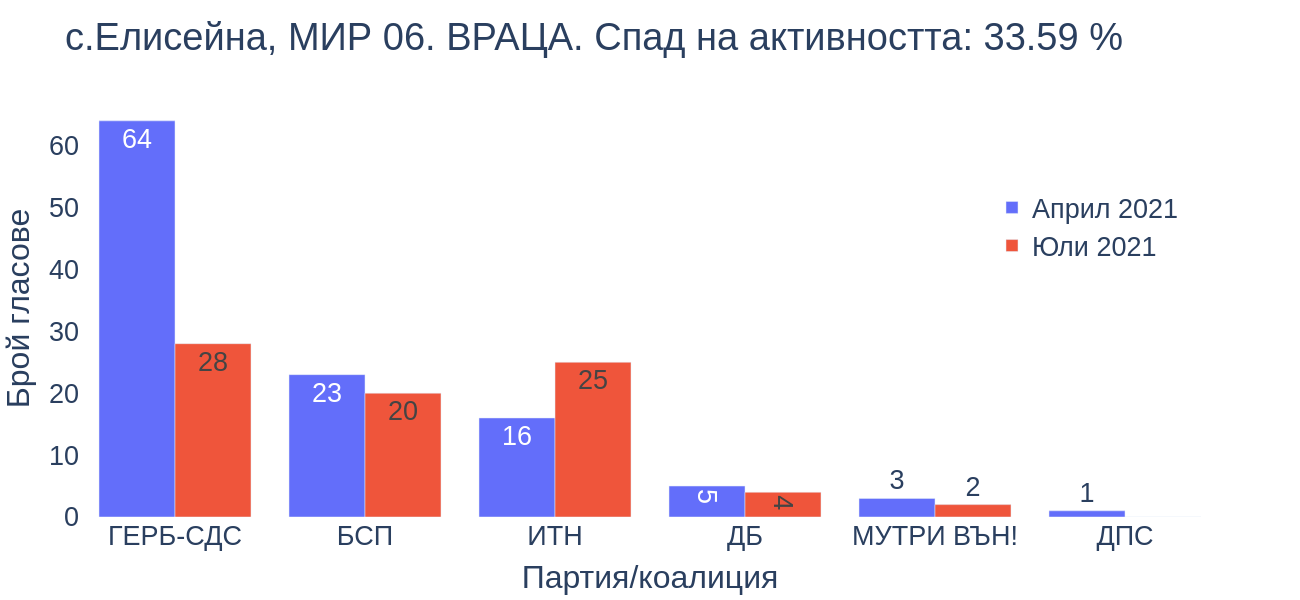 с.Елисейна, МИР 06. ВРАЦА. Спад на активността: 33.59 %
Брой гласове
60
50
40
30
20
10
0
64
28
23
20
16
25
5
4
3
2
1
Април 2021
Юли 2021
ГЕРБ-СДС
БСП
ИТН
ДБ
МУТРИ ВЪН!
ДПС
Партия/коалиция